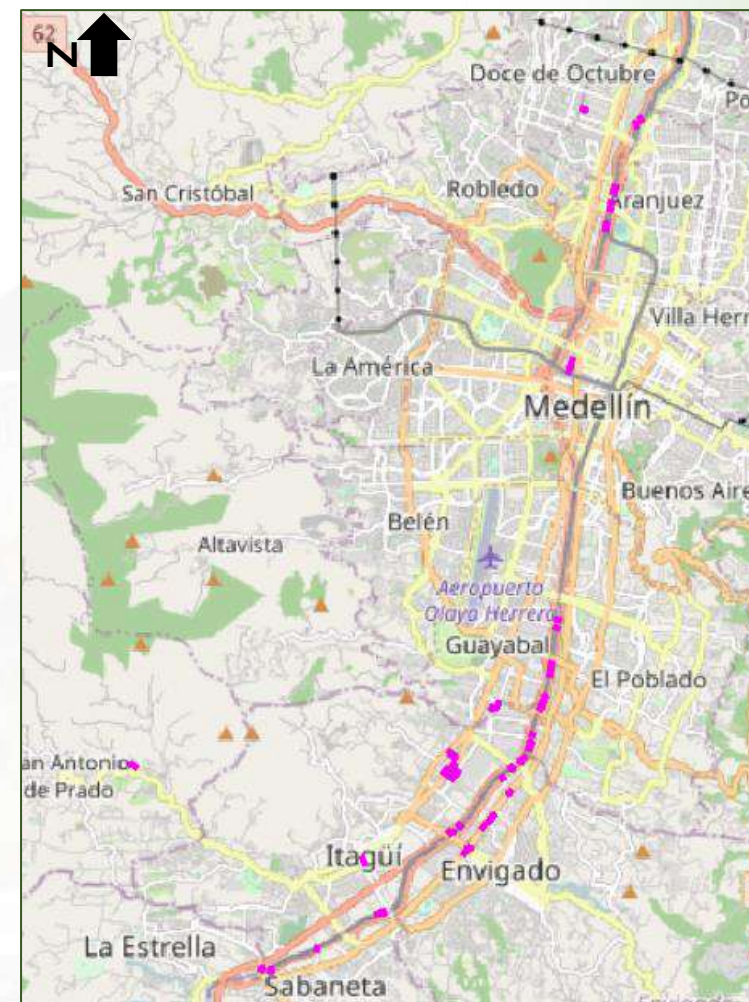 62
N
Doce de Octubre
Po
San Cristóbal
Robledo
Aranjuez
Villa Herr
La América
Medellín
Buenos Aire
Belén
Altavista
Aeropuerto
Olaya Herrera
Guayabal
El Poblado
an Antonio
de Prado
Itagüí
Envigado
La Estrella
Sabaneta